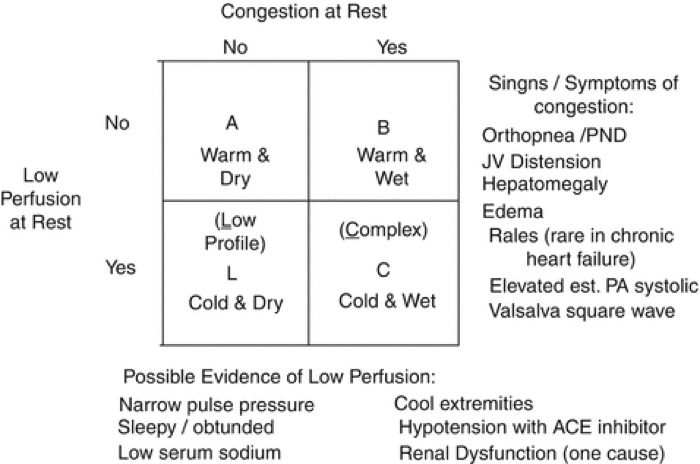 Congestion at Rest
No
Yes
Low
Perfusion
at Rest
No
A
Warm &
Dry
B
Warm &
Wet
Yes
(Low
Profile)
L
Cold & Dry
(Complex)
C
Cold & Wet
Singns / Symptoms of
congestion:
Orthopnea /PND
JV Distension
Hepatomegaly
Edema
Rales (rare in chronic
heart failure)
Elevated est. PA systolic
Valsalva square wave
Possible Evidence of Low Perfusion:
Narrow pulse pressure
Sleepy / obtunded
Low serum sodium
Cool extremities
Hypotension with ACE inhibitor
Renal Dysfunction (one cause)